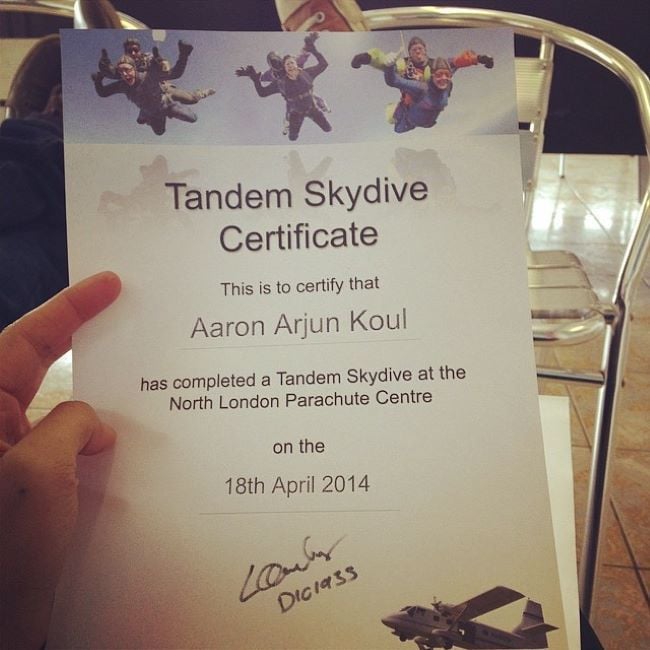 Tandem Skydive
Certificate
This is to certify that
Aaron Arjun Koul
has completed a Tandem Skydive at the
North London Parachute Centre
on the
18th April 2014